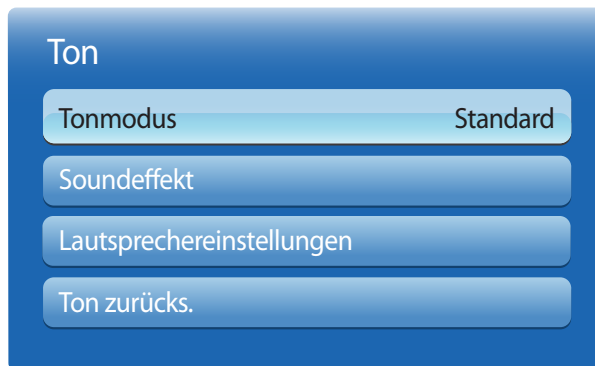 Ton
Tonmodus Standard
Soundeffekt
Lautsprechereinstellungen
Ton zurücks.